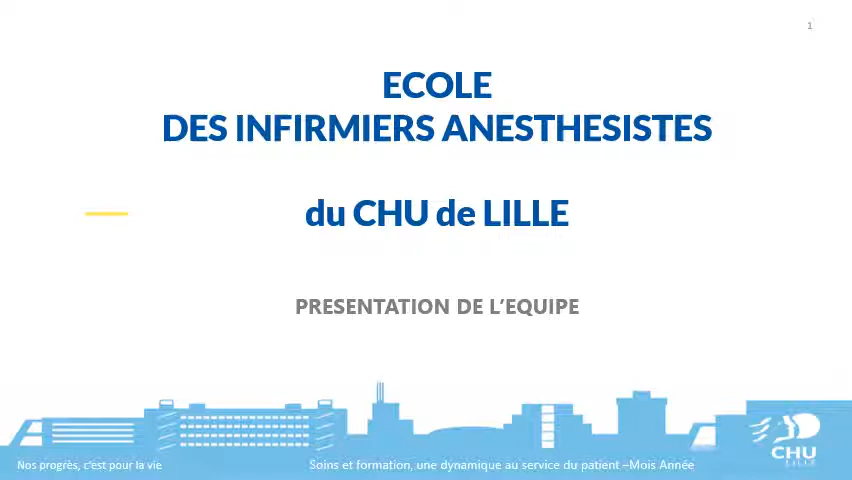 1
ECOLE
DES INFIRMIERS ANESTHESISTES
du CHU de LILLE
PRESENTATION DE L’EQUIPE
Nos progrès, c'est pour la vie
Soins et formation, une dynamique au service du patient –Mois Année
CHU
LILLE